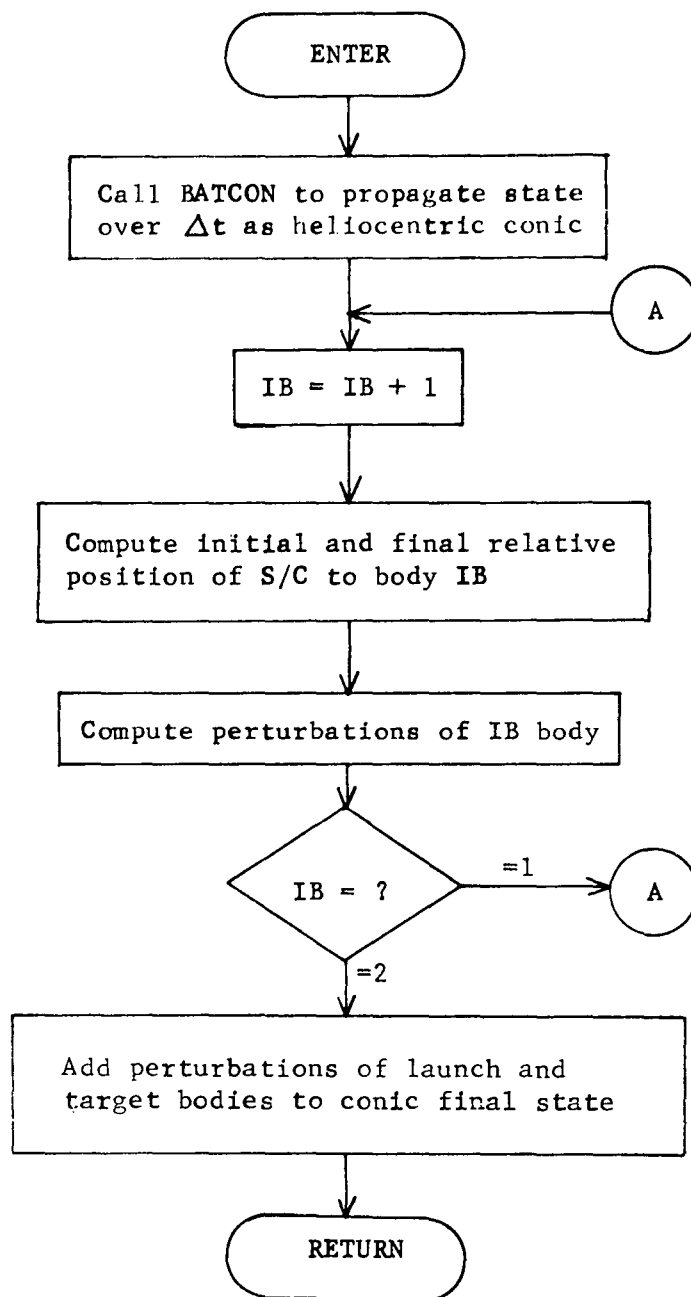 ENTER
Call BATCON to propagate state
over Δt as heliocentric conic
A
IB = IB + 1
Compute initial and final relative
position of S/C to body IB
Compute perturbations of IB body
IB = ?
=1
A
=2
Add perturbations of launch and
target bodies to conic final state
RETURN